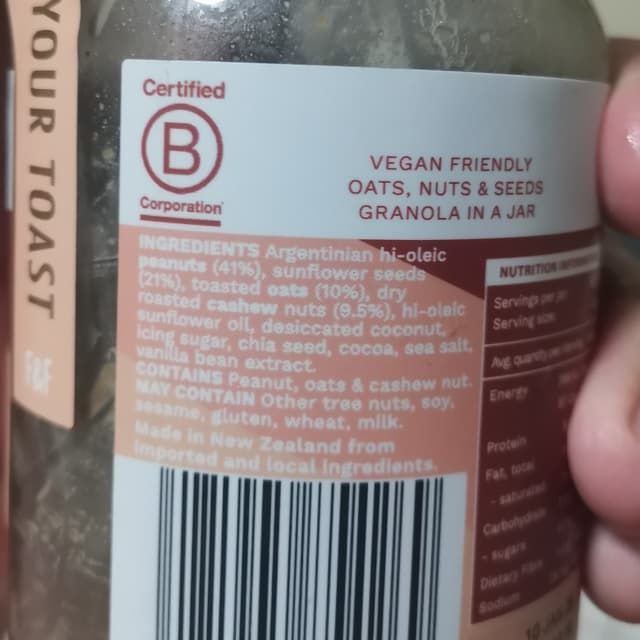 YOUR TOAST
F&F
Certified
B
Corporation
VEGAN FRIENDLY
OATS, NUTS & SEEDS
GRANOLA IN A JAR
INGREDIENTS Argentinian hi-oleic
peanuts (41%), sunflower seeds
(21%), toasted oats (10%), dry
roasted cashew nuts (9.5%), hi-oleic
sunflower oil, desiccated coconut,
icing sugar, chia seed, cocoa, sea salt,
vanilla bean extract.
CONTAINS Peanut, oats & cashew nut.
MAY CONTAIN Other tree nuts, soy,
sesame, gluten, wheat, milk.
Made in New Zealand from
imported and local ingredients.
NUTRITION
Servings per
Serving size:
Avg. quantity per
Energy
Protein
Fat, total
- saturated
Carbohydrate
- sugars
Dietary Fibre
Sodium